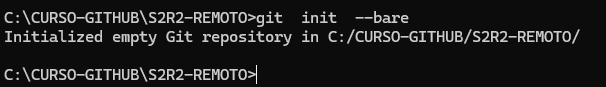 C:\CURSO-GITHUB\S2R2-REMOTO>git  init  --bare
Initialized empty Git repository in C:/CURSO-GITHUB/S2R2-REMOTO/
C:\CURSO-GITHUB\S2R2-REMOTO>